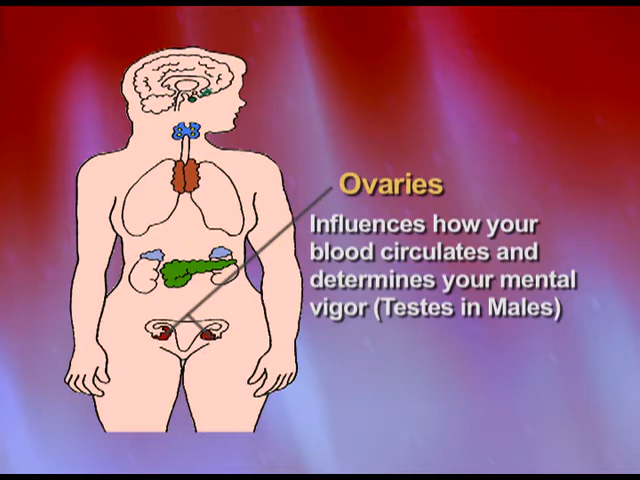 Ovaries
Influences how your
blood circulates and
determines your mental
vigor (Testes in Males)